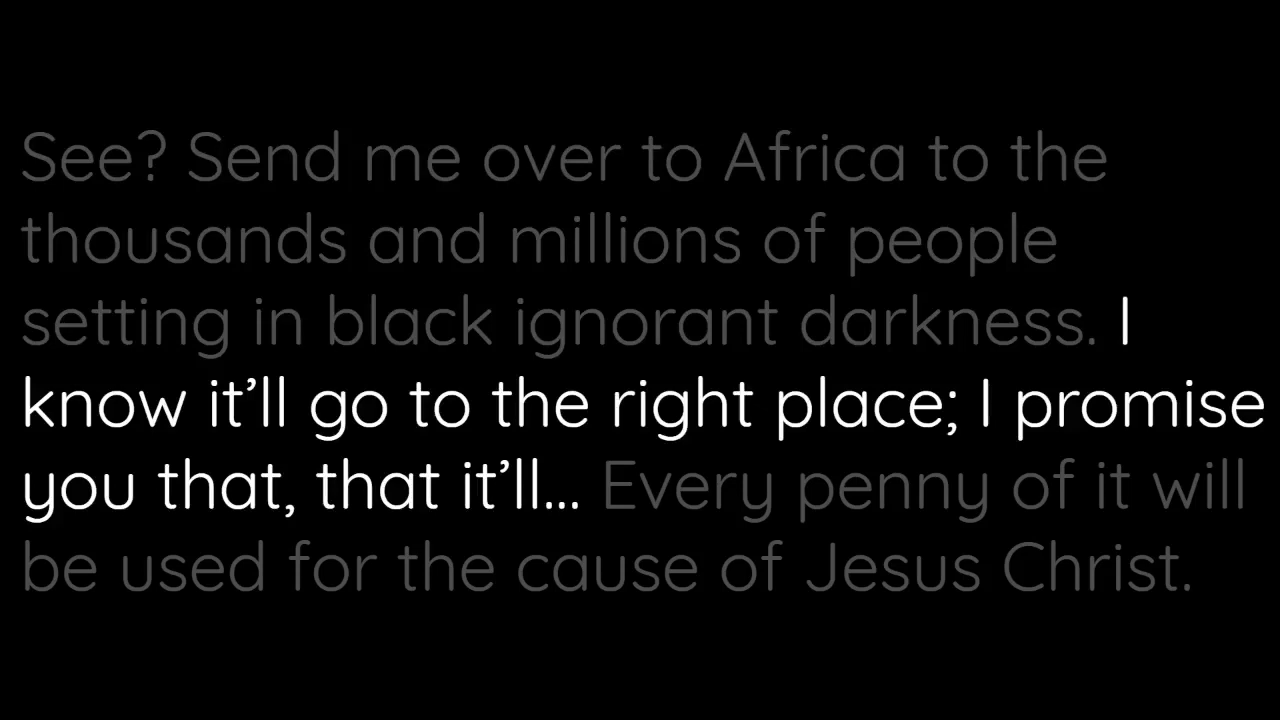 See? Send me over to Africa to the
thousands and millions of people
setting in black ignorant darkness. I
know it’ll go to the right place; I promise
you that, that it’ll... Every penny of it will
be used for the cause of Jesus Christ.